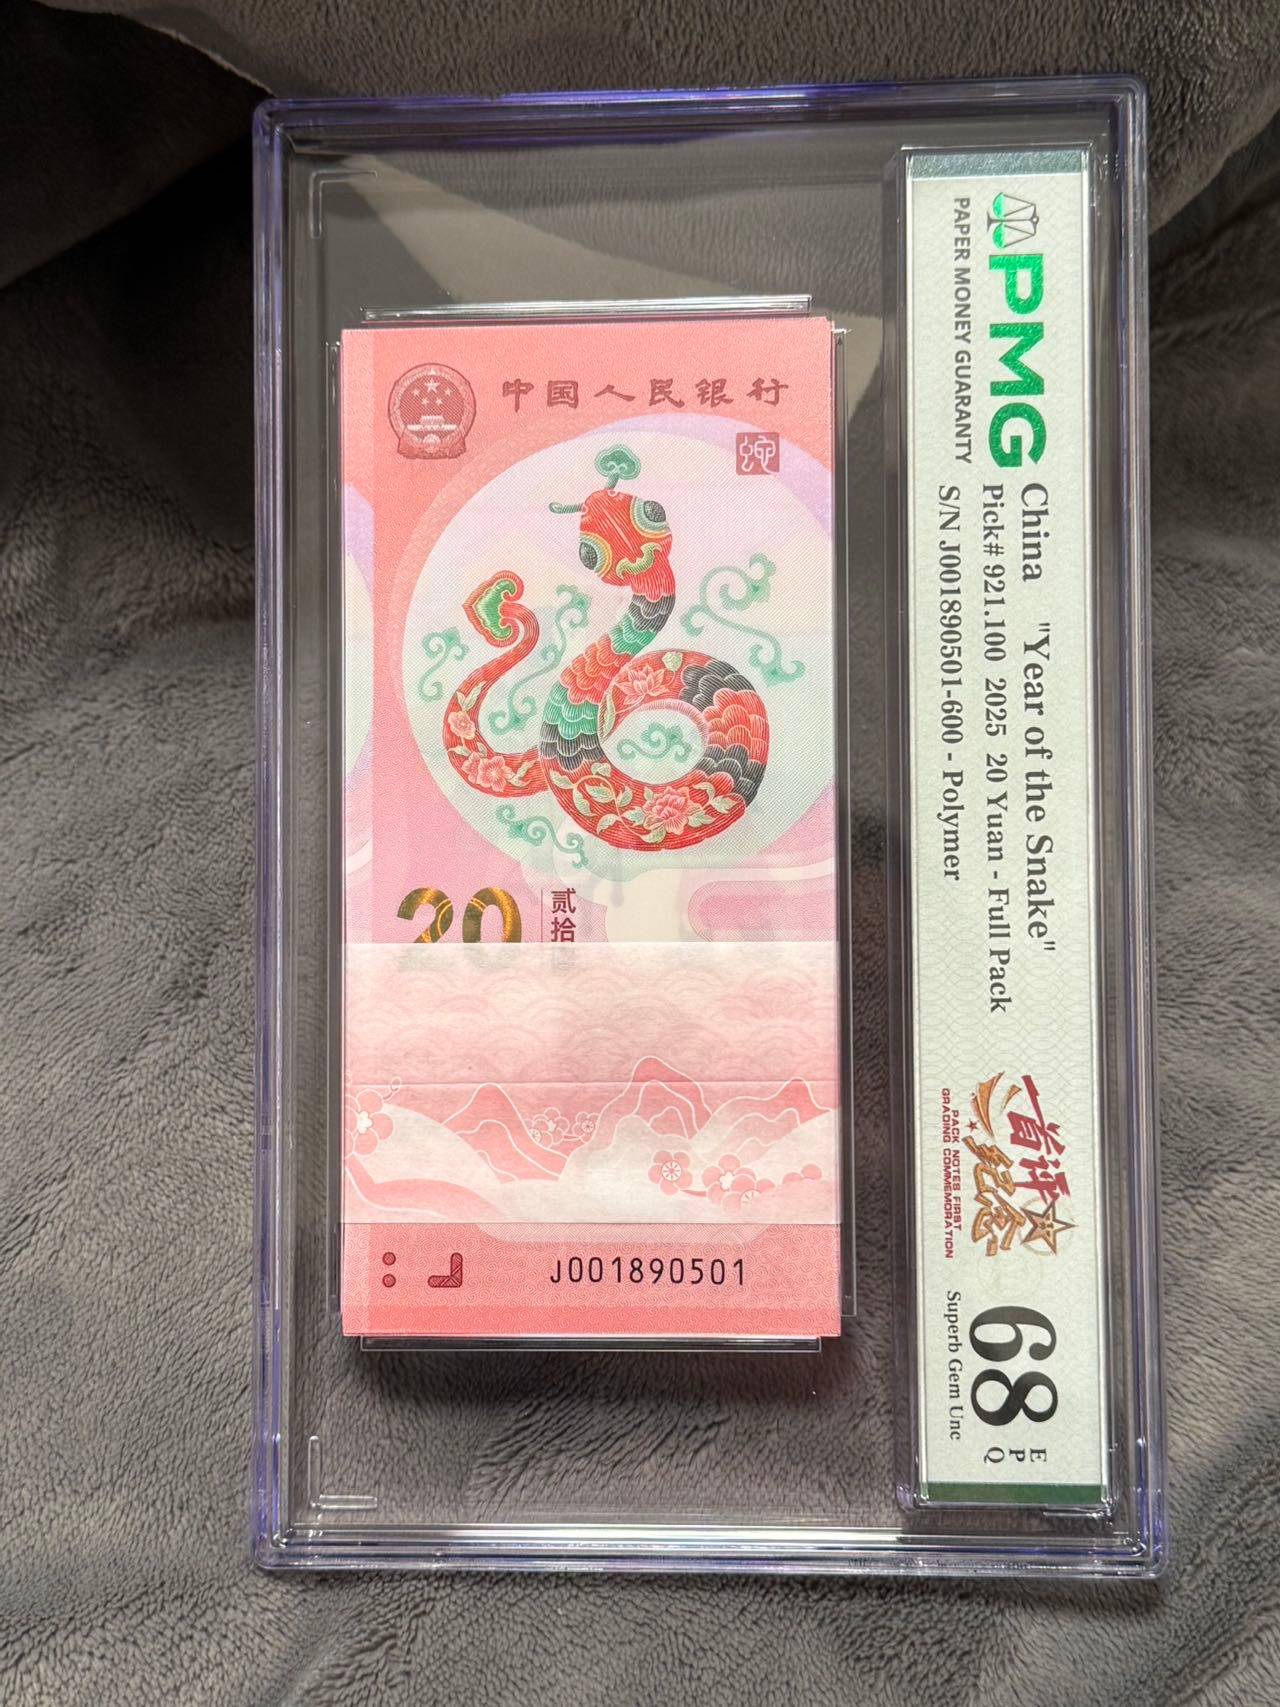 中国人民银行
蛇
20
贰拾
J001890501
PMG
PAPER MONEY GUARANTY
China "Year of the Snake"
Pick# 921.100 2025 20 Yuan - Full Pack
S/N J001890501-600 - Polymer
首评
纪念
PACK NOTES FIRST
GRADING COMMEMORATION
68
EPQ
Superb Gem Unc